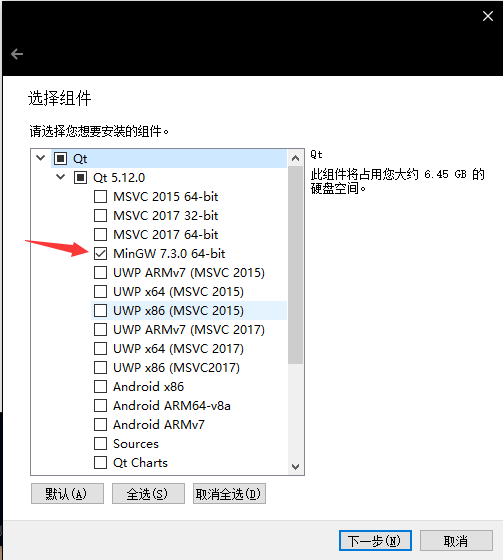 选择组件
请选择您想要安装的组件。
Qt
Qt 5.12.0
MSVC 2015 64-bit
MSVC 2017 32-bit
MSVC 2017 64-bit
MinGW 7.3.0 64-bit
UWP ARMv7 (MSVC 2015)
UWP x64 (MSVC 2015)
UWP x86 (MSVC 2015)
UWP ARMv7 (MSVC 2017)
UWP x64 (MSVC 2017)
UWP x86 (MSVC2017)
Android x86
Android ARM64-v8a
Android ARMv7
Sources
Qt Charts
Qt
此组件将占用您大约 6.45 GB 的
硬盘空间。
默认(A)
全选(S)
取消全选(D)
下一步(N)
取消